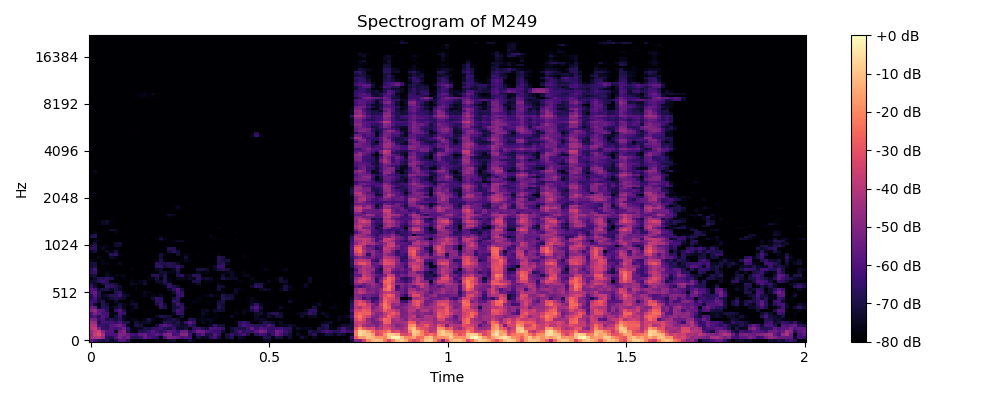 Spectrogram of M249
16384
8192
4096
2048
1024
512
0
Hz
0
0.5
1
1.5
2
Time
+0 dB
-10 dB
-20 dB
-30 dB
-40 dB
-50 dB
-60 dB
-70 dB
-80 dB